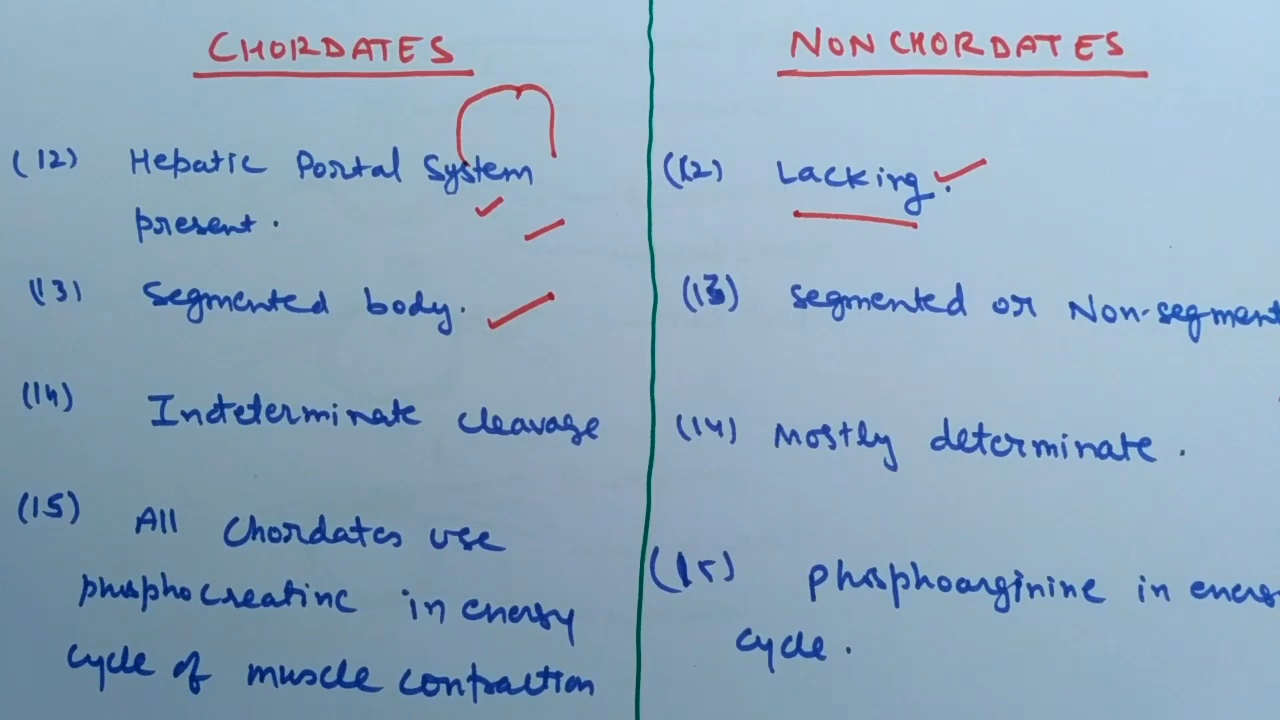 CHORDATES
(12) Hepatic Portal System
present.
(13) Segmented body.
(14) Indeterminate cleavage
(15) All Chordates use
phosphocreatine in energy
cycle of muscle contraction
NONCHORDATES
(12) Lacking.
(13) segmented or Non-segment
(14) Mostly determinate.
(15) phosphoarginine in energ
cycle.